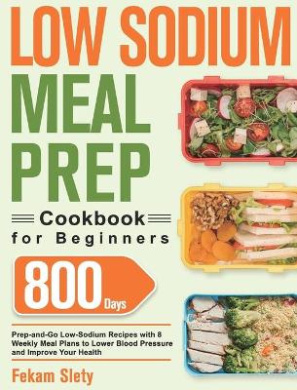 LOW SODIUM
MEAL
PREP
Cookbook
for Beginners
800 Days
Prep-and-Go Low-Sodium Recipes with 8
Weekly Meal Plans to Lower Blood Pressure
and Improve Your Health
Fekam Slety